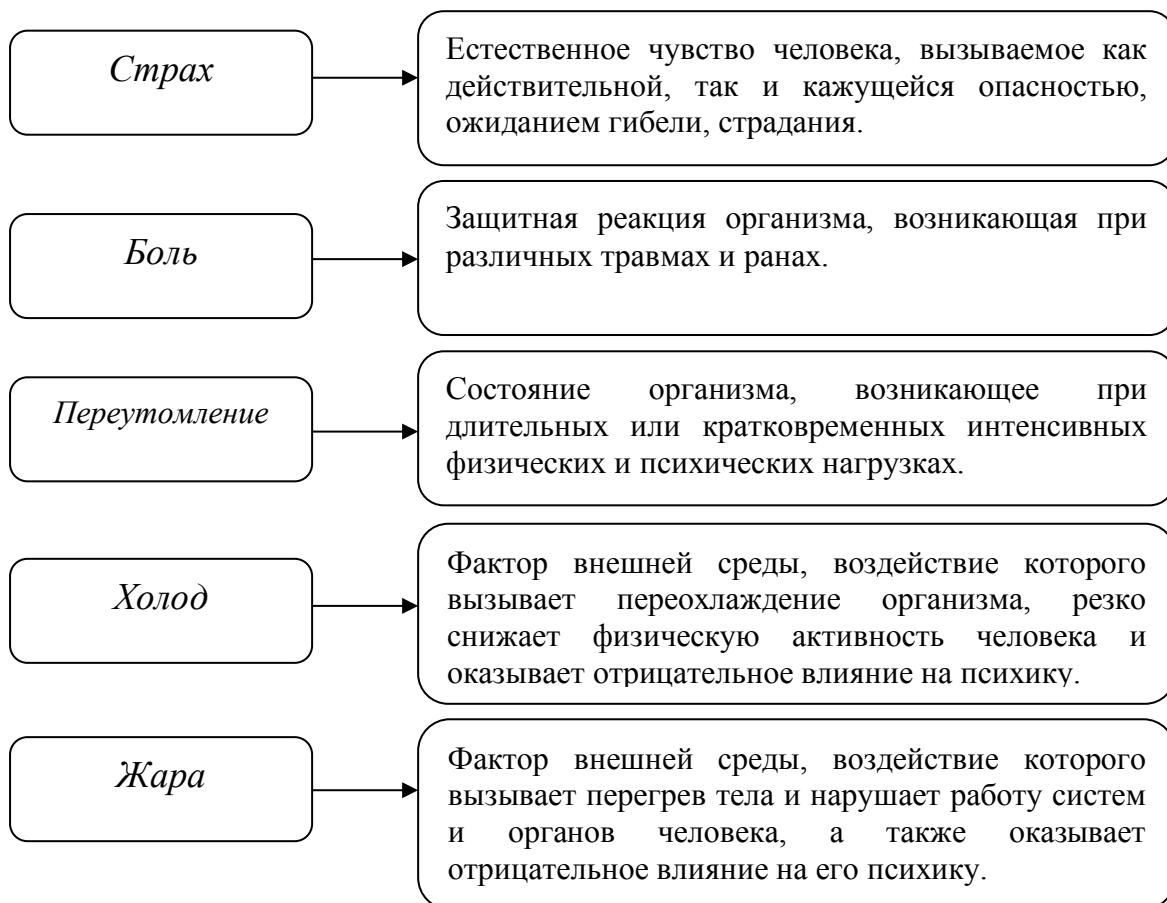 Страх
Естественное чувство человека, вызываемое как
действительной, так и кажущейся опасностью,
ожиданием гибели, страдания.
Боль
Защитная реакция организма, возникающая при
различных травмах и ранах.
Переутомление
Состояние организма, возникающее при
длительных или кратковременных интенсивных
физических и психических нагрузках.
Холод
Фактор внешней среды, воздействие которого
вызывает переохлаждение организма, резко
снижает физическую активность человека и
оказывает отрицательное влияние на психику.
Жара
Фактор внешней среды, воздействие которого
вызывает перегрев тела и нарушает работу систем
и органов человека, а также оказывает
отрицательное влияние на его психику.